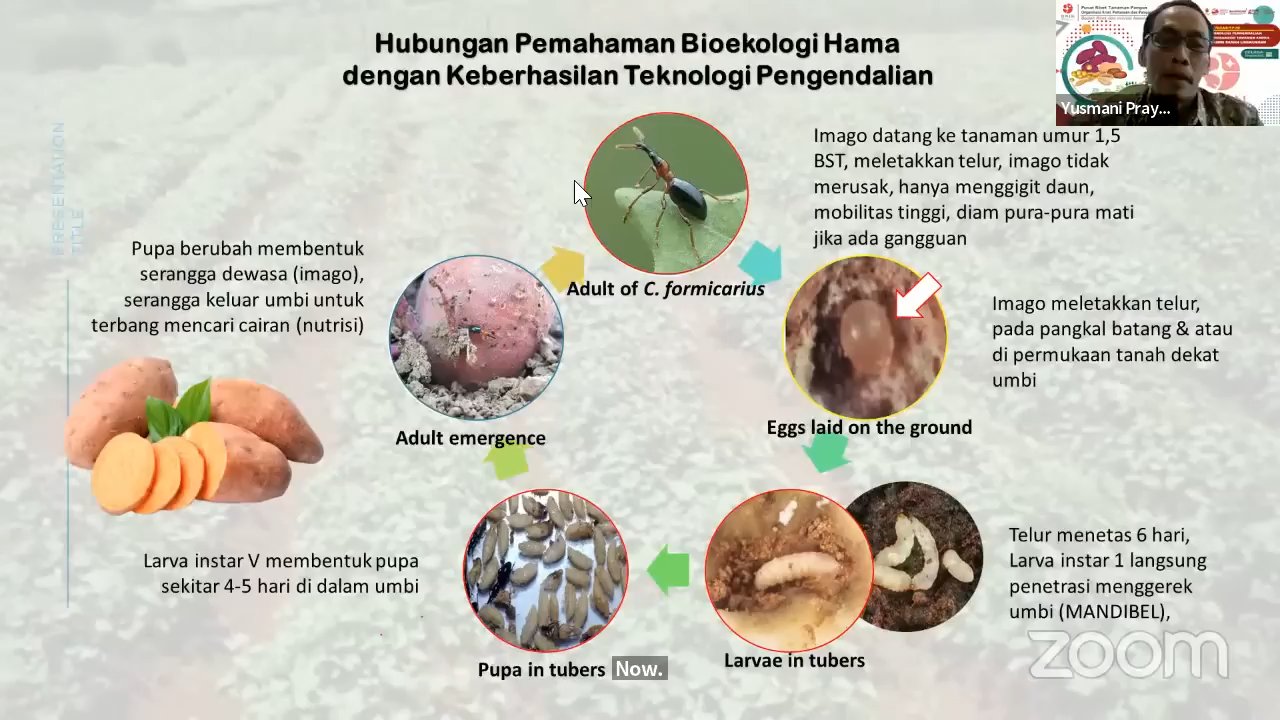 Hubungan Pemahaman Bioekologi Hama
dengan Keberhasilan Teknologi Pengendalian
Yusmani Pray...
PRESENTATION
TITLE
Imago datang ke tanaman umur 1,5
BST, meletakkan telur, imago tidak
merusak, hanya menggigit daun,
mobilitas tinggi, diam pura-pura mati
jika ada gangguan
Adult of C. formicarius
Pupa berubah membentuk
serangga dewasa (imago),
serangga keluar umbi untuk
terbang mencari cairan (nutrisi)
Imago meletakkan telur,
pada pangkal batang & atau
di permukaan tanah dekat
umbi
Adult emergence
Eggs laid on the ground
Larva instar V membentuk pupa
sekitar 4-5 hari di dalam umbi
Telur menetas 6 hari,
Larva instar 1 langsung
penetrasi menggerek
umbi (MANDIBEL),
Pupa in tubers
Now.
Larvae in tubers
zoom